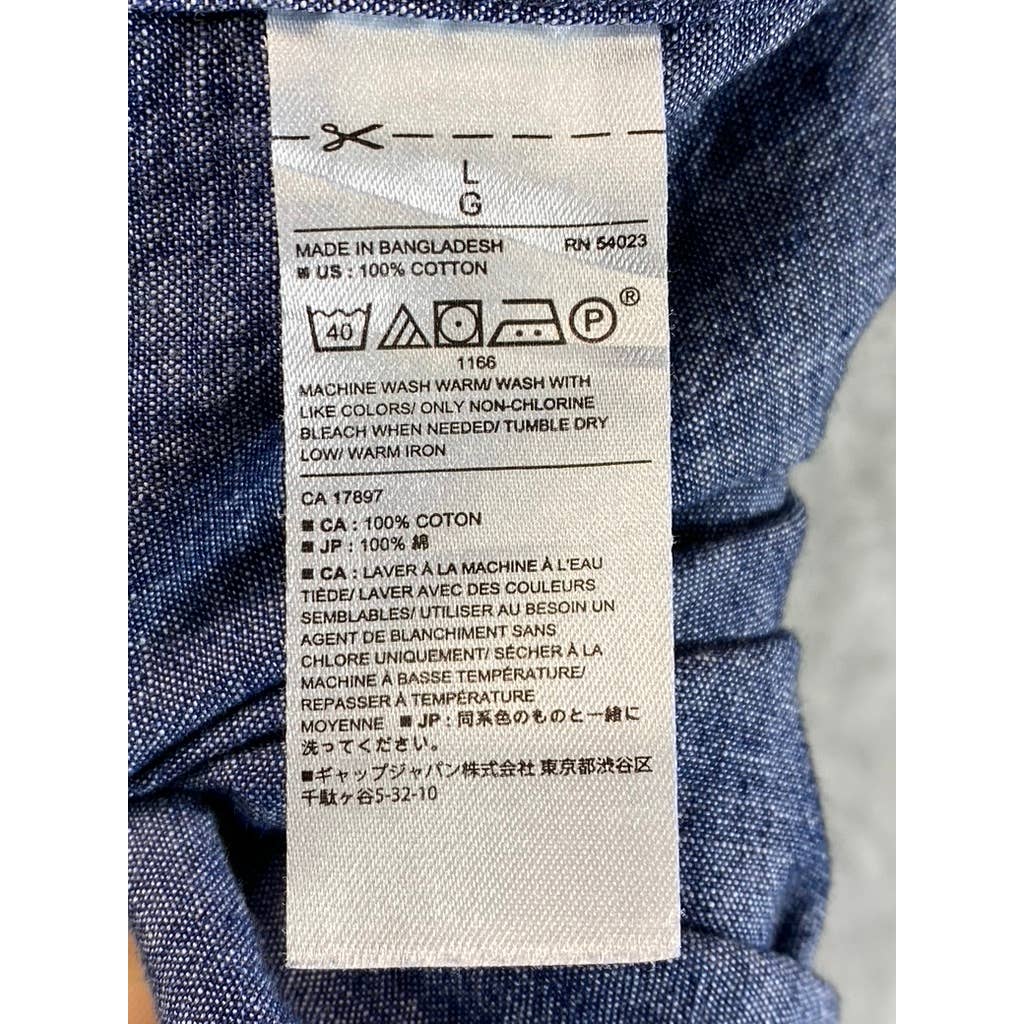 L
G
MADE IN BANGLADESH RN 54023
US : 100% COTTON
40 P ®
1166
MACHINE WASH WARM/ WASH WITH
LIKE COLORS/ ONLY NON-CHLORINE
BLEACH WHEN NEEDED/ TUMBLE DRY
LOW/ WARM IRON
CA 17897
■ CA : 100% COTON
■ JP : 100% 綿
■ CA : LAVER À LA MACHINE À L'EAU
TIÈDE/ LAVER AVEC DES COULEURS
SEMBLABLES/ UTILISER AU BESOIN UN
AGENT DE BLANCHIMENT SANS
CHLORE UNIQUEMENT/ SÉCHER À LA
MACHINE À BASSE TEMPÉRATURE/
REPASSER À TEMPÉRATURE
MOYENNE ■ JP : 同系色のものと一緒に
洗ってください。
■ギャップジャパン株式会社 東京都渋谷区
千駄ヶ谷5-32-10